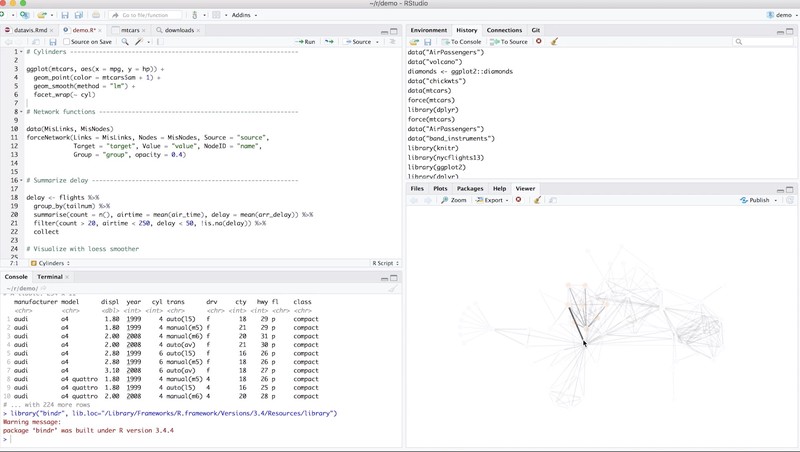 ~/r/demo - RStudio
Go to file/function
Addins
demo
datavis.Rmd
demo.R*
mtcars
downloads
Source on Save
Run
Source
1 # Cylinders
2
3 ggplot(mtcars, aes(x = mpg, y = hp)) +
4 geom_point(color = mtcars$am + 1) +
5 geom_smooth(method = "lm") +
6 facet_wrap(~ cyl)
7
8 # Network functions
9
10 data(MisLinks, MisNodes)
11 forceNetwork(Links = MisLinks, Nodes = MisNodes, Source = "source",
12 Target = "target", Value = "value", NodeID = "name",
13 Group = "group", opacity = 0.4)
14
15
16 # Summarize delay
17
18 delay <- flights %>%
19 group_by(tailnum) %>%
20 summarise(count = n(), airtime = mean(air_time), delay = mean(arr_delay)) %>%
21 filter(count > 20, airtime < 250, delay < 50, !is.na(delay)) %>%
22 collect
23
24 # Visualize with loess smoother
7:1 Cylinders
R Script
Console Terminal
~/r/demo/
manufacturer model displ year cyl trans drv cty hwy fl class
<chr> <chr> <dbl> <int> <int> <chr> <chr> <int> <int> <chr> <chr>
1 audi a4 1.80 1999 4 auto(l5) f 18 29 p compact
2 audi a4 1.80 1999 4 manual(m5) f 21 29 p compact
3 audi a4 2.00 2008 4 manual(m6) f 20 31 p compact
4 audi a4 2.00 2008 4 auto(av) f 21 30 p compact
5 audi a4 2.80 1999 6 auto(l5) f 16 26 p compact
6 audi a4 2.80 1999 6 manual(m5) f 18 26 p compact
7 audi a4 3.10 2008 6 auto(av) f 18 27 p compact
8 audi a4 quattro 1.80 1999 4 manual(m5) 4 18 26 p compact
9 audi a4 quattro 1.80 1999 4 auto(l5) 4 16 25 p compact
10 audi a4 quattro 2.00 2008 4 manual(m6) 4 20 28 p compact
# ... with 224 more rows
> library("bindr", lib.loc="/Library/Frameworks/R.framework/Versions/3.4/Resources/library")
Warning message:
package "bindr" was built under R version 3.4.4
>
Environment History Connections Git
To Console To Source
data("AirPassengers")
data("volcano")
diamonds <- ggplot2::diamonds
data("chickwts")
data(mtcars)
force(mtcars)
library(dplyr)
force(mtcars)
data("AirPassengers")
data("band_instruments")
library(knitr)
library(nycflights13)
library(ggplot2)
library(dplyr)
Files Plots Packages Help Viewer
Zoom Export
Publish